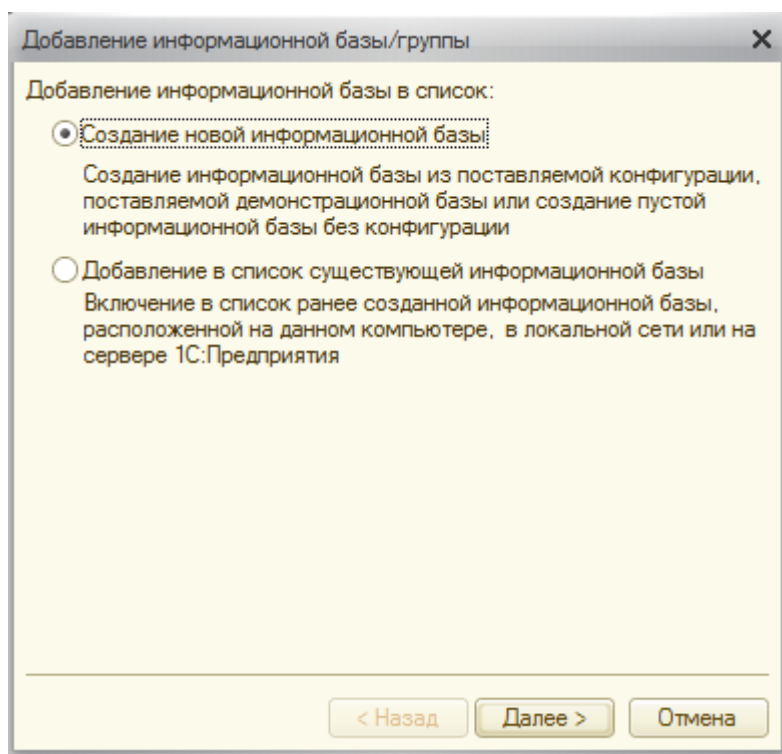 Добавление информационной базы/группы
Добавление информационной базы в список:
Создание новой информационной базы
Создание информационной базы из поставляемой конфигурации,
поставляемой демонстрационной базы или создание пустой
информационной базы без конфигурации
Добавление в список существующей информационной базы
Включение в список ранее созданной информационной базы,
расположенной на данном компьютере, в локальной сети или на
сервере 1С:Предприятия
< Назад Далее > Отмена